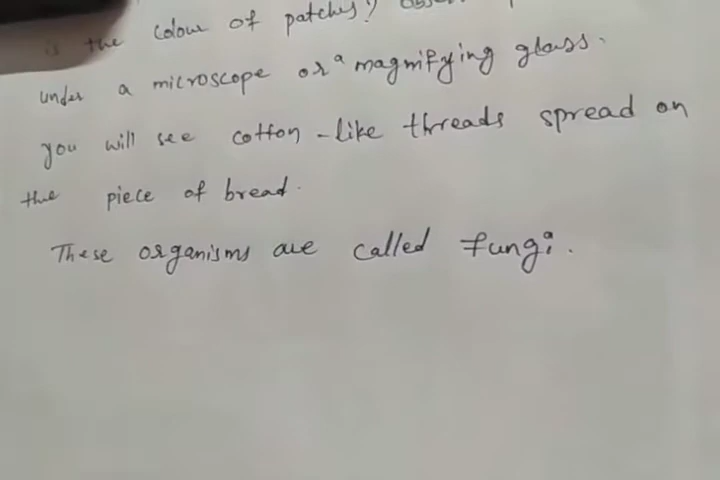 is the colour of patches?
under a microscope or a magnifying glass.
you will see cotton-like threads spread on
the piece of bread.
These organisms are called fungi.